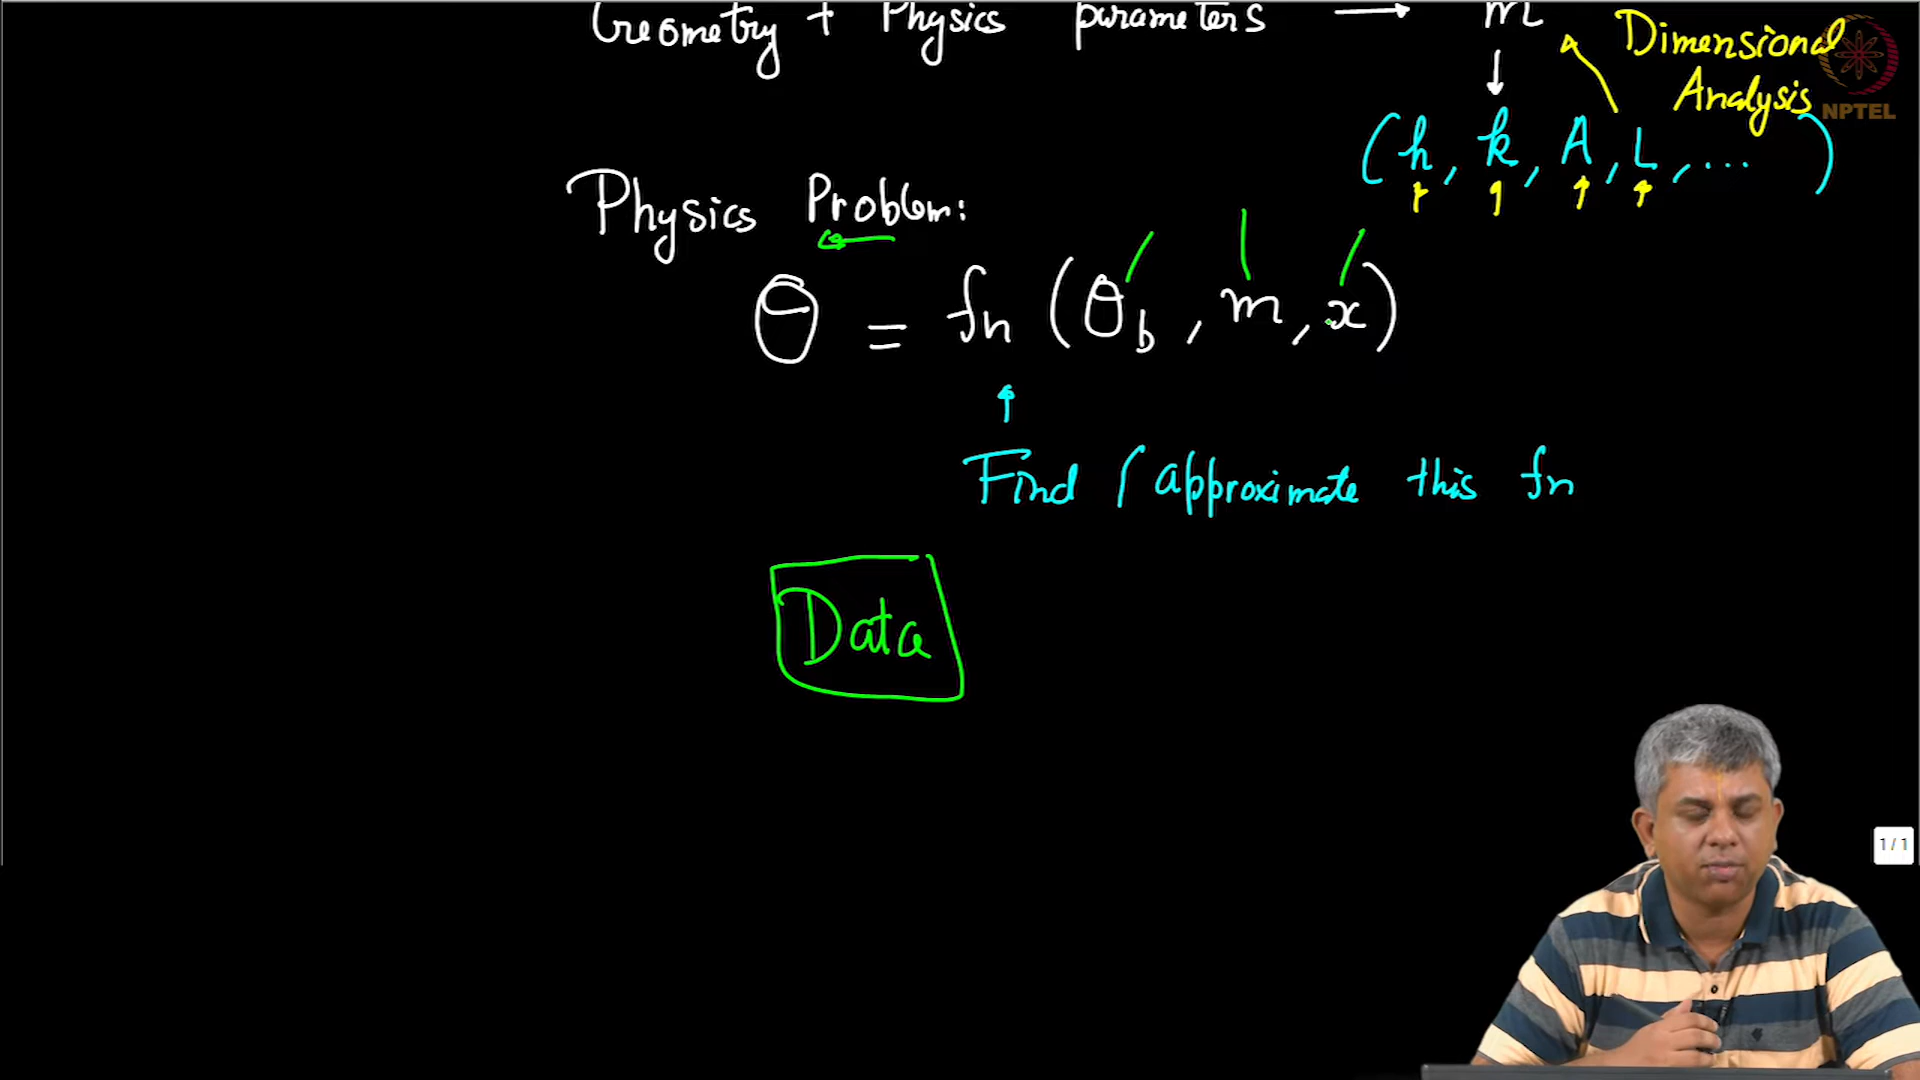 Geometry + Physics parameters → m
Dimensional
Analysis
NPTEL
(h, k, A, L, ... )
Physics Problem:
θ = fn (θb, m, x)
Find / approximate this fn
Data
1 / 1